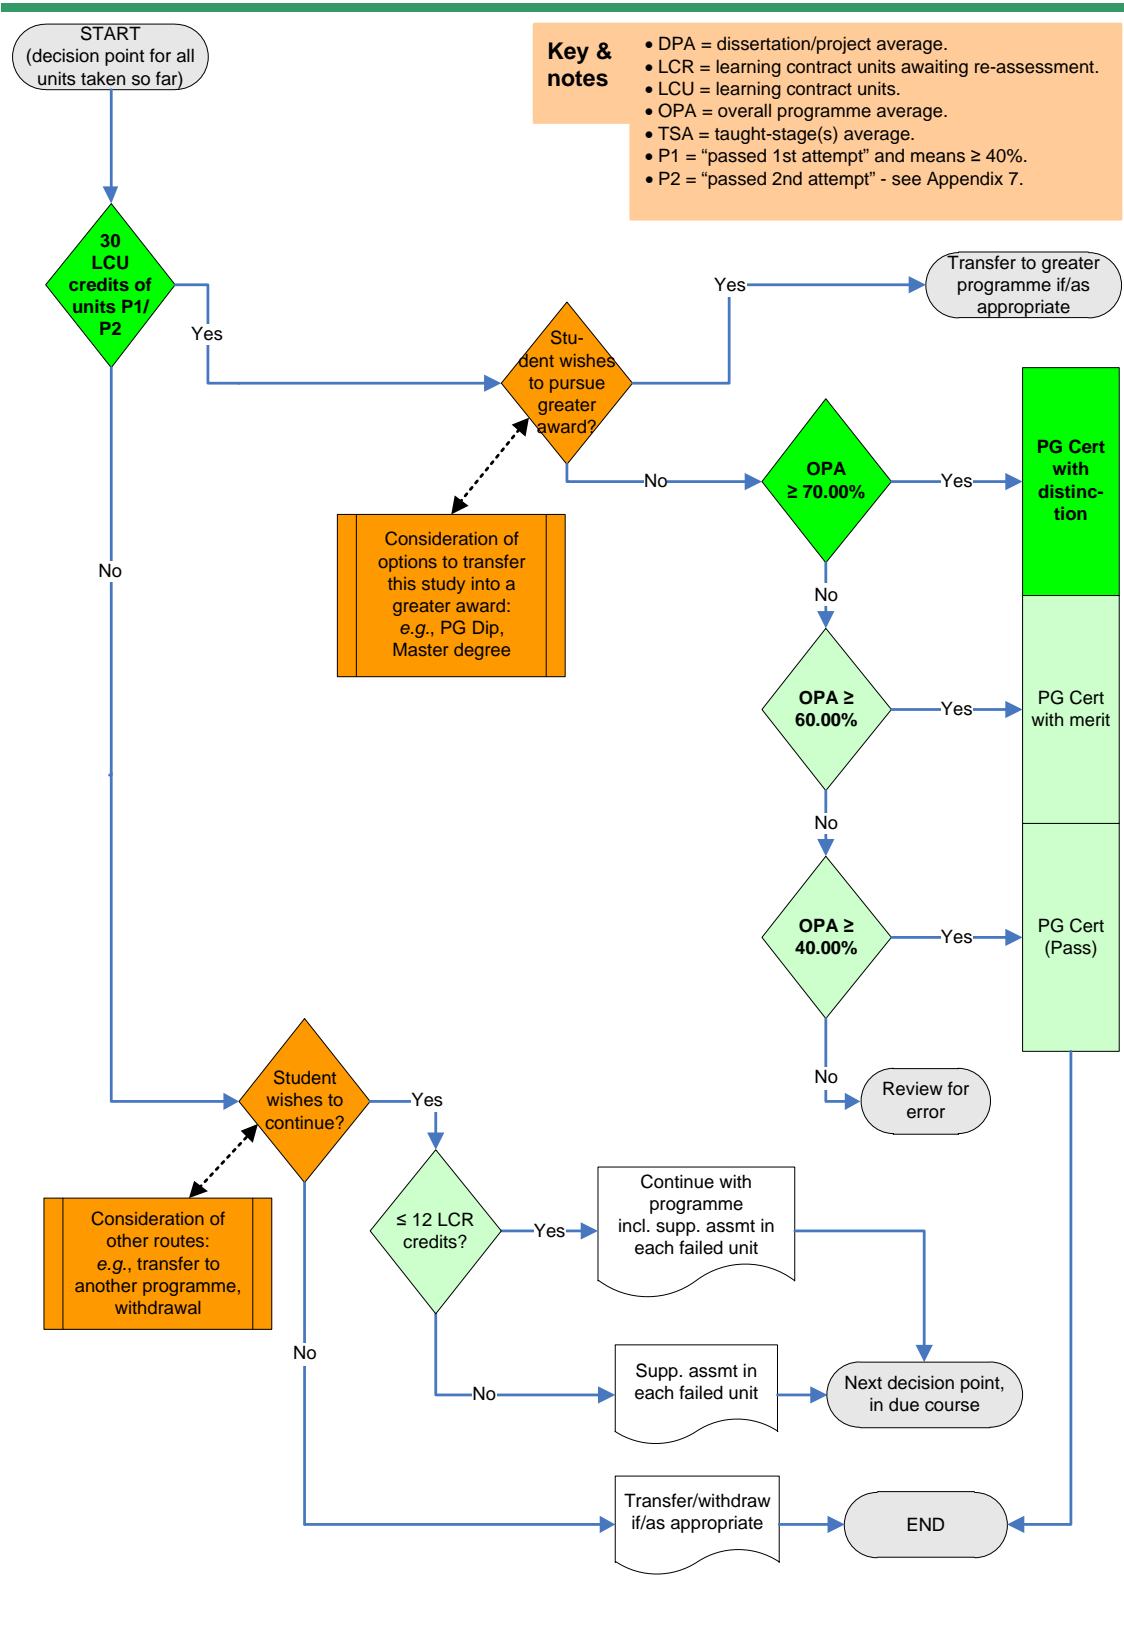 START
(decision point for all
units taken so far)
Key &
notes
• DPA = dissertation/project average.
• LCR = learning contract units awaiting re-assessment.
• LCU = learning contract units.
• OPA = overall programme average.
• TSA = taught-stage(s) average.
• P1 = “passed 1st attempt” and means ≥ 40%.
• P2 = “passed 2nd attempt” - see Appendix 7.
30
LCU
credits of
units P1/
P2
Yes
Stu-
dent wishes
to pursue
greater
award?
Yes
Transfer to greater
programme if/as
appropriate
No
OPA
≥ 70.00%
Yes
PG Cert
with
distinc-
tion
Consideration of
options to transfer
this study into a
greater award:
e.g., PG Dip,
Master degree
No
No
OPA ≥
60.00%
Yes
PG Cert
with merit
No
OPA ≥
40.00%
Yes
PG Cert
(Pass)
No
Review for
error
Student
wishes to
continue?
Yes
Consideration of
other routes:
e.g., transfer to
another programme,
withdrawal
≤ 12 LCR
credits?
Yes
Continue with
programme
incl. supp. assmt in
each failed unit
No
No
Supp. assmt in
each failed unit
Next decision point,
in due course
Transfer/withdraw
if/as appropriate
END